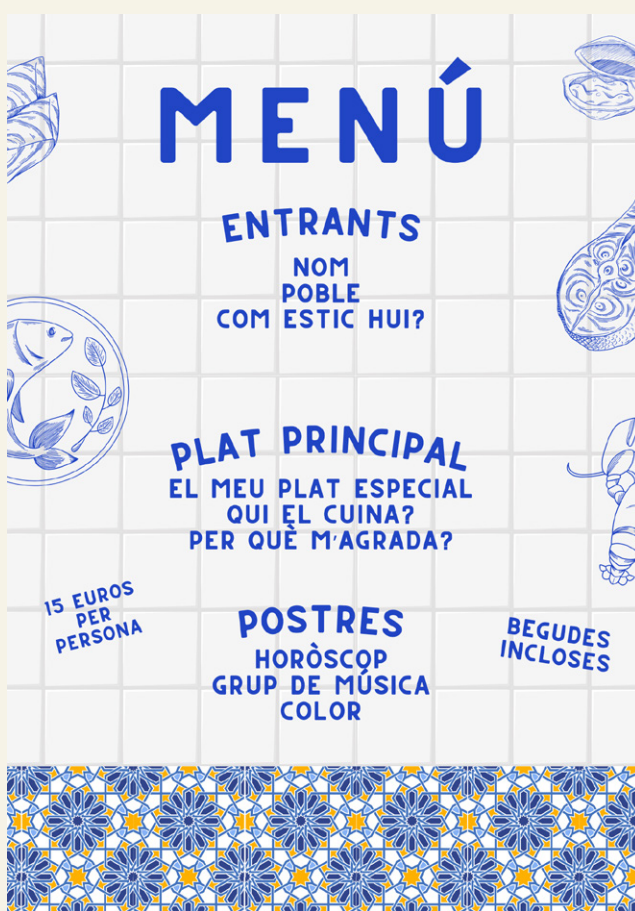 MENÚ
ENTRANTS
NOM
POBLE
COM ESTIC HUI?
PLAT PRINCIPAL
EL MEU PLAT ESPECIAL
QUI EL CUINA?
PER QUÈ M'AGRADA?
15 EUROS
PER
PERSONA
POSTRES
HORÒSCOP
GRUP DE MÚSICA
COLOR
BEGUDES
INCLOSES